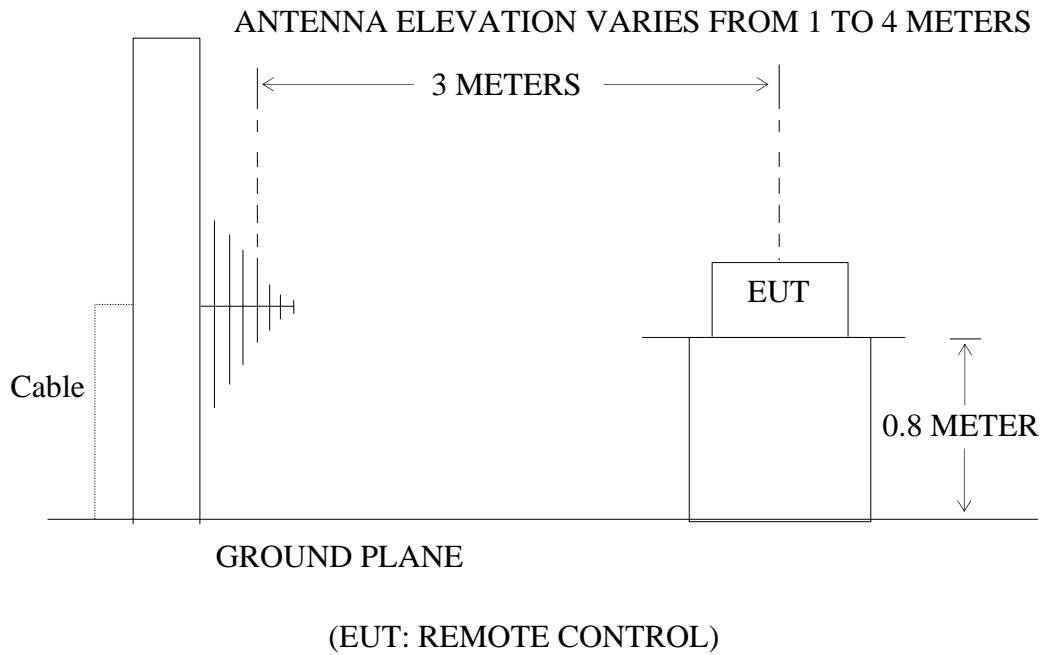 ANTENNA ELEVATION VARIES FROM 1 TO 4 METERS
3 METERS
EUT
Cable
0.8 METER
GROUND PLANE
(EUT: REMOTE CONTROL)